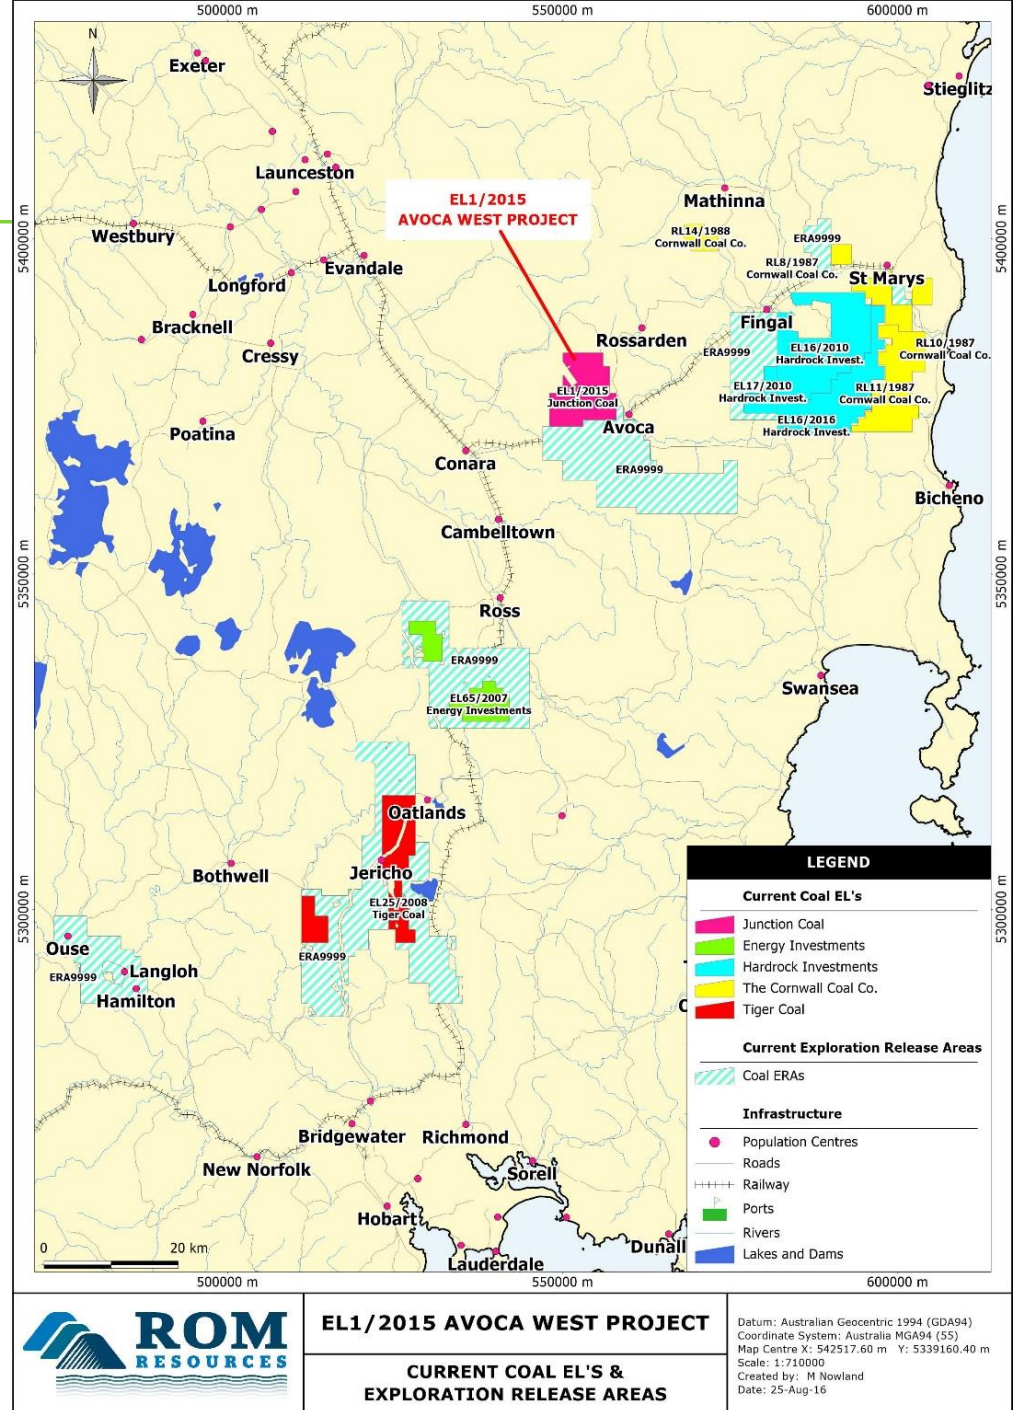 500000 m
550000 m
600000 m
N
Exeter
Stieglitz
Launceston
EL1/2015
AVOCA WEST PROJECT
Mathinna
5400000 m
5400000 m
Westbury
RL14/1988
Cornwall Coal Co.
ERA9999
Evandale
RL8/1987
Cornwall Coal Co.
St Marys
Longford
Bracknell
Fingal
Rossarden
RL10/1987
Cornwall Coal Co.
Cressy
ERA9999
EL16/2010
Hardrock Invest.
EL1/2015
Junction Coal
EL17/2010
Hardrock Invest.
RL11/1987
Cornwall Coal Co.
Poatina
Avoca
EL16/2016
Hardrock Invest.
Conara
ERA9999
Bicheno
Cambelltown
5350000 m
5350000 m
Ross
ERA9999
Swansea
EL65/2007
Energy Investments
Oatlands
Bothwell
Jericho
EL25/2008
Tiger Coal
5300000 m
5300000 m
Ouse
ERA9999
Langloh
ERA9999
Hamilton
Bridgewater
Richmond
New Norfolk
Sorell
Hobart
Dunall
Lauderdale
0
20 km
LEGEND
Current Coal EL's
Junction Coal
Energy Investments
Hardrock Investments
The Cornwall Coal Co.
Tiger Coal
Current Exploration Release Areas
Coal ERAs
Infrastructure
Population Centres
Roads
Railway
Ports
Rivers
Lakes and Dams
500000 m
550000 m
600000 m
ROM
RESOURCES
EL1/2015 AVOCA WEST PROJECT
CURRENT COAL EL'S &
EXPLORATION RELEASE AREAS
Datum: Australian Geocentric 1994 (GDA94)
Coordinate System: Australia MGA94 (55)
Map Centre X: 542517.60 m Y: 5339160.40 m
Scale: 1:710000
Created by: M Nowland
Date: 25-Aug-16